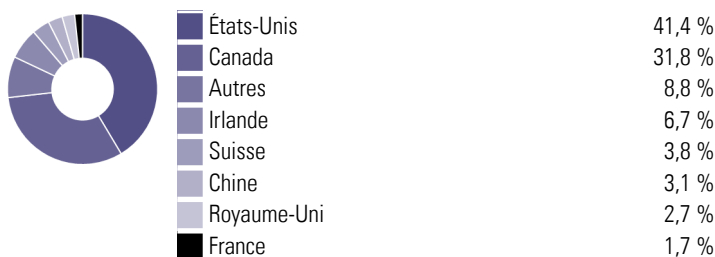 États-Unis 41,4 %
Canada 31,8 %
Autres 8,8 %
Irlande 6,7 %
Suisse 3,8 %
Chine 3,1 %
Royaume-Uni 2,7 %
France 1,7 %